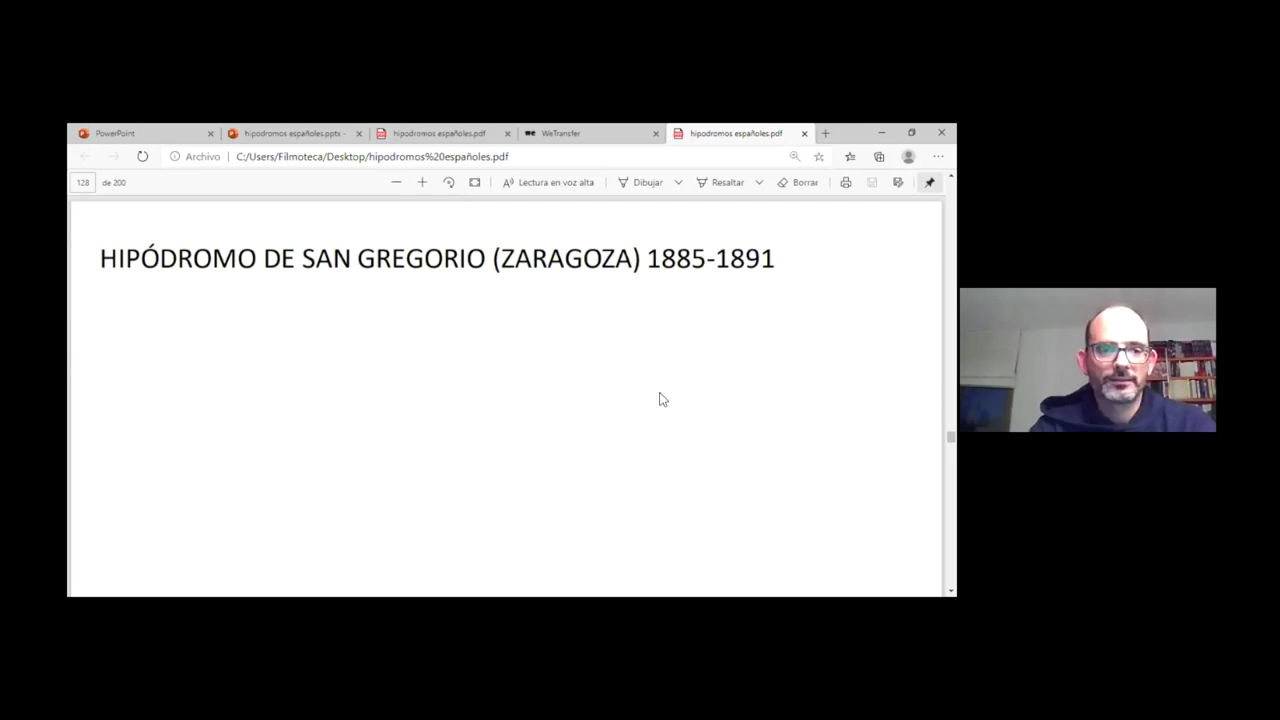 PowerPoint
hipodromos españoles.pptx -
hipodromos españoles.pdf
we WeTransfer
hipodromos españoles.pdf
Archivo
C:/Users/Filmoteca/Desktop/hipodromos%20españoles.pdf
128 de 200
Lectura en voz alta
Dibujar
Resaltar
Borrar
HIPÓDROMO DE SAN GREGORIO (ZARAGOZA) 1885-1891